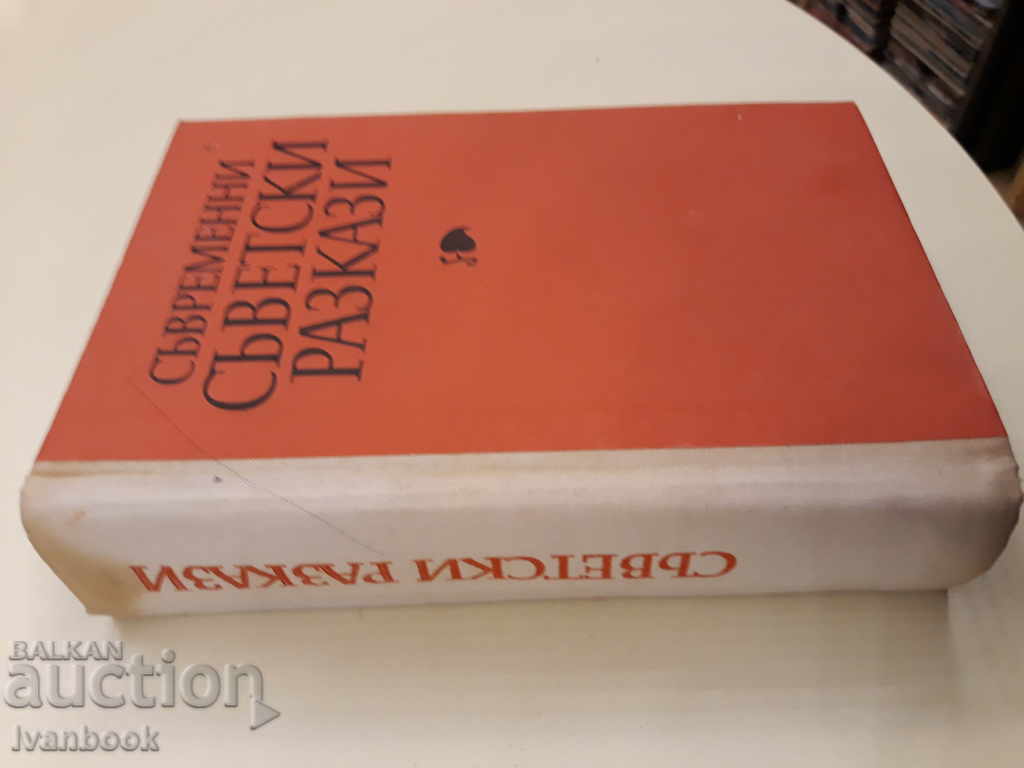 СЪВРЕМЕННИ
СЪВЕТСКИ
РАЗКАЗИ
СЪВЕТСКИ РАЗКАЗИ
BALKAN
auction
Ivanbook